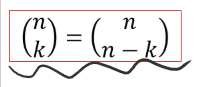 (n k) = (n n − k)